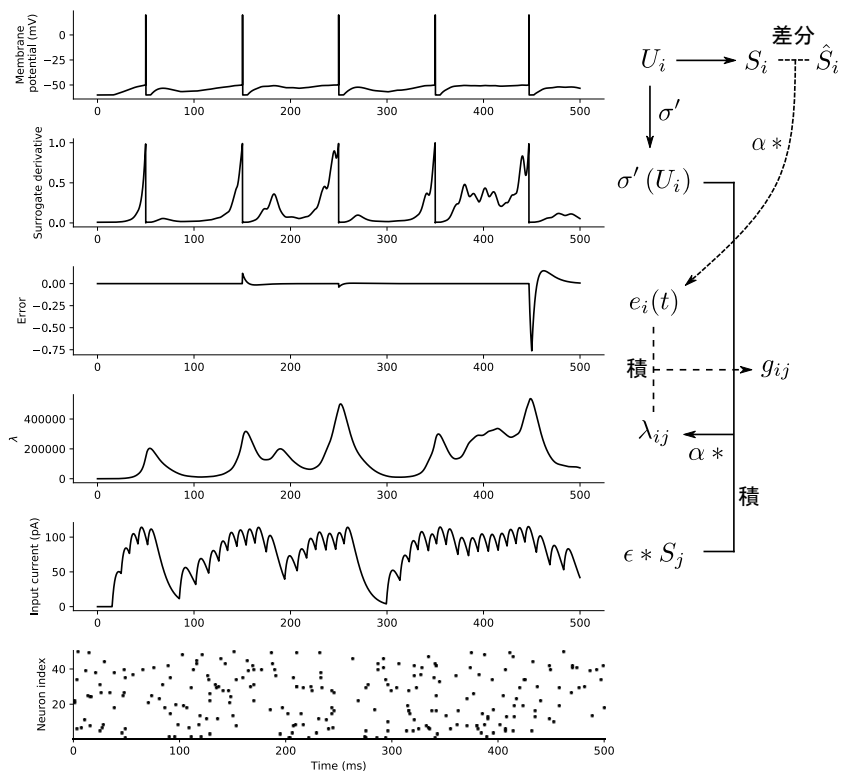 Membrane
potential (mV)
0
−25
−50
0 100 200 300 400 500
Surrogate derivative
1.0
0.5
0.0
0 100 200 300 400 500
Error
0.00
−0.25
−0.50
−0.75
0 100 200 300 400 500
λ
400000
200000
0
0 100 200 300 400 500
Input current (pA)
100
50
0
0 100 200 300 400 500
Neuron index
40
20
0 100 200 300 400 500
Time (ms)
差分
U_i S_i Ŝ_i
σ′
α *
σ′ (U_i)
e_i(t)
積 g_{ij}
λ_{ij}
α *
積
ϵ * S_j